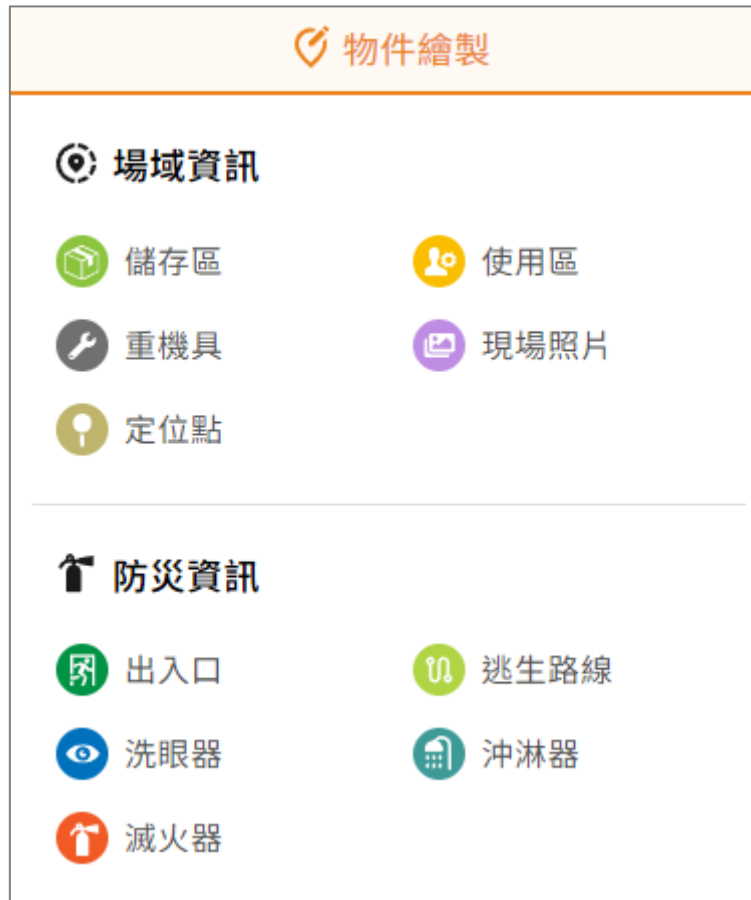 物件繪製
場域資訊
儲存區 使用區
重機具 現場照片
定位點
防災資訊
出入口 逃生路線
洗眼器 沖淋器
滅火器